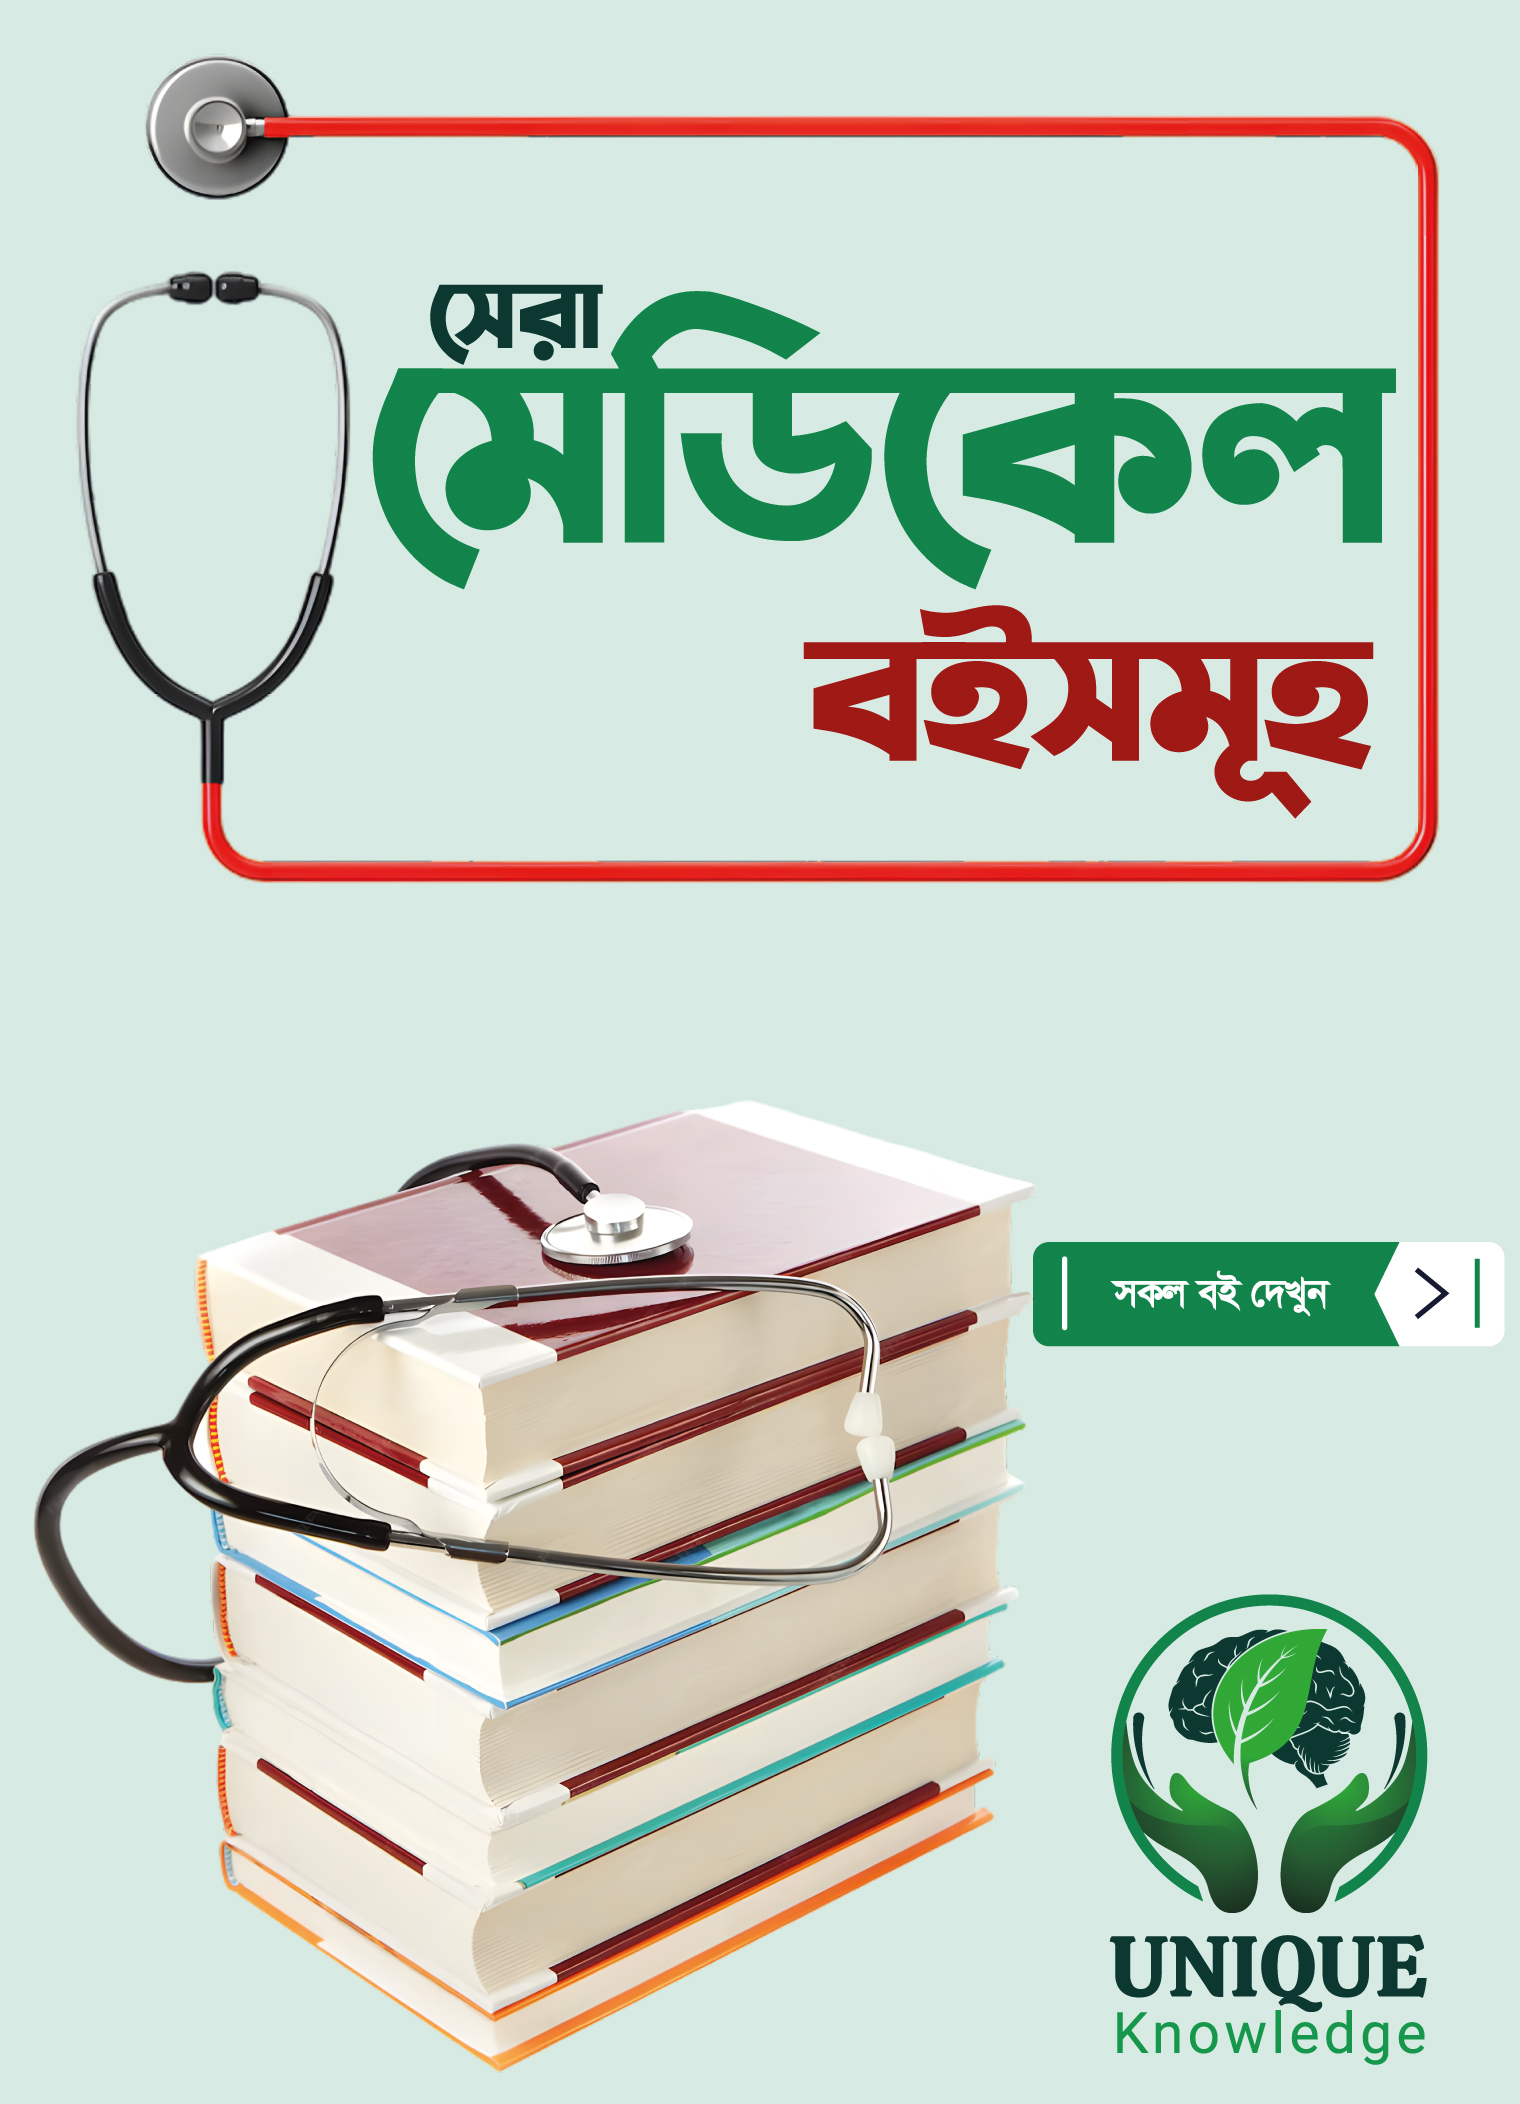 সেরা
মেডিকেল
বইসমূহ
সকল বই দেখুন
UNIQUE
Knowledge